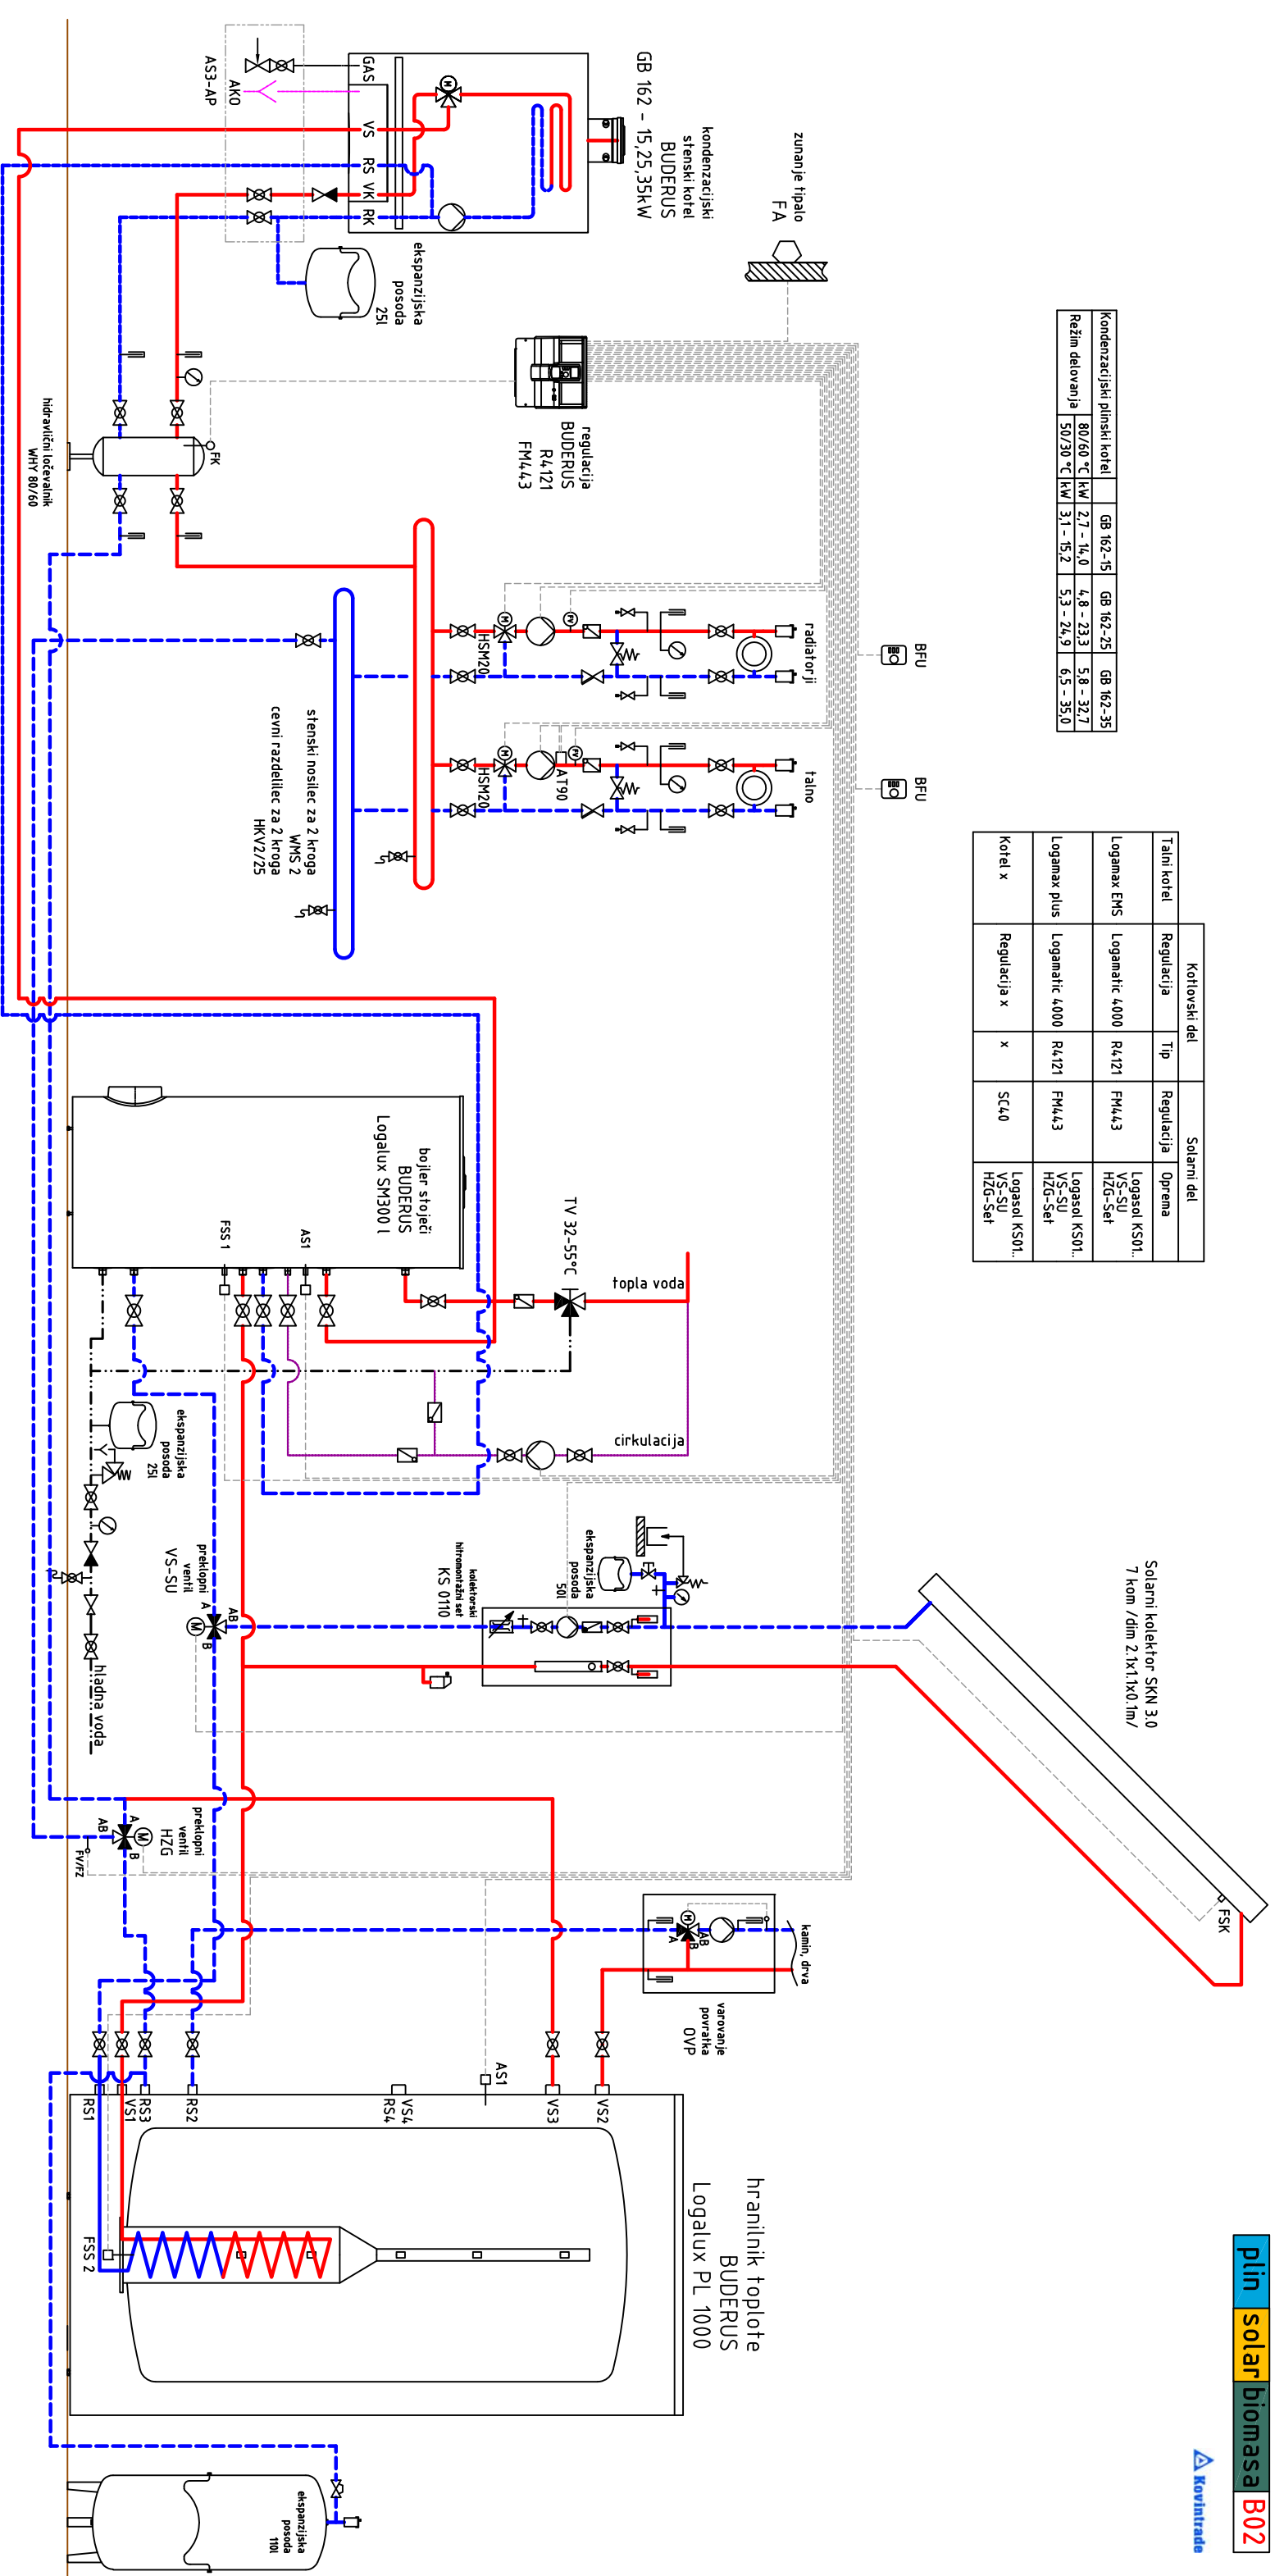 plin solar biomasa B02
Kovintrade
Kondenzacijski plinski kotel GB 162-15 GB 162-25 GB 162-35
Režim delovanja 80/60 °C kW 2,7 - 14,0 4,8 - 23,3 5,8 - 32,7
50/30 °C kW 3,1 - 15,2 5,3 - 24,9 6,5 - 35,0
Kotlovski del Solarni del
Talni kotel Regulacija Tip Regulacija Oprema
Logamax EMS Logamatic 4000 R4121 FM443 Logasol KS01..
VS-SU
HZG-Set
Logamax plus Logamatic 4000 R4121 FM443 Logasol KS01..
VS-SU
HZG-Set
Kotel x Regulacija x x SC40 Logasol KS01..
VS-SU
HZG-Set
Solarni kolektor SKN 3.0
7 kom /dim 2.1x1.1x0.1m/
FSK
zunanje tipalo
FA
kondenzacijski
stenski kotel
BUDERUS
GB 162 - 15,25,35kW
GAS
VS
RS
VK
RK
M
AKO
AS3-AP
ekspanzijska
posoda
25l
regulacija
BUDERUS
R4121
FM443
FK
hidravlični ločevalnik
WHY 80/60
BFU
BFU
radiatorji
talno
FV
M
HSM20
FV
AT90
M
HSM20
stenski nosilec za 2 kroga
WMS 2
cevni razdelilec za 2 kroga
HKV2/25
bojler stoječi
BUDERUS
Logalux SM300 l
AS1
FSS 1
TV 32-55°C
topla voda
cirkulacija
ekspanzijska
posoda
25l
hladna voda
preklopni
ventil
VS-SU
A
AB
B
M
ekspanzijska
posoda
50l
kolektorski
hitromontažni set
KS 0110
preklopni
ventil
HZG
A
AB
B
M
FV/FZ
kamin, drva
M
AB
A
B
varovanje
povratka
OVP
AS1
VS2
VS3
VS4
RS4
RS2
RS3
VS1
RS1
FSS 2
hranilnik toplote
BUDERUS
Logalux PL 1000
ekspanzijska
posoda
110l